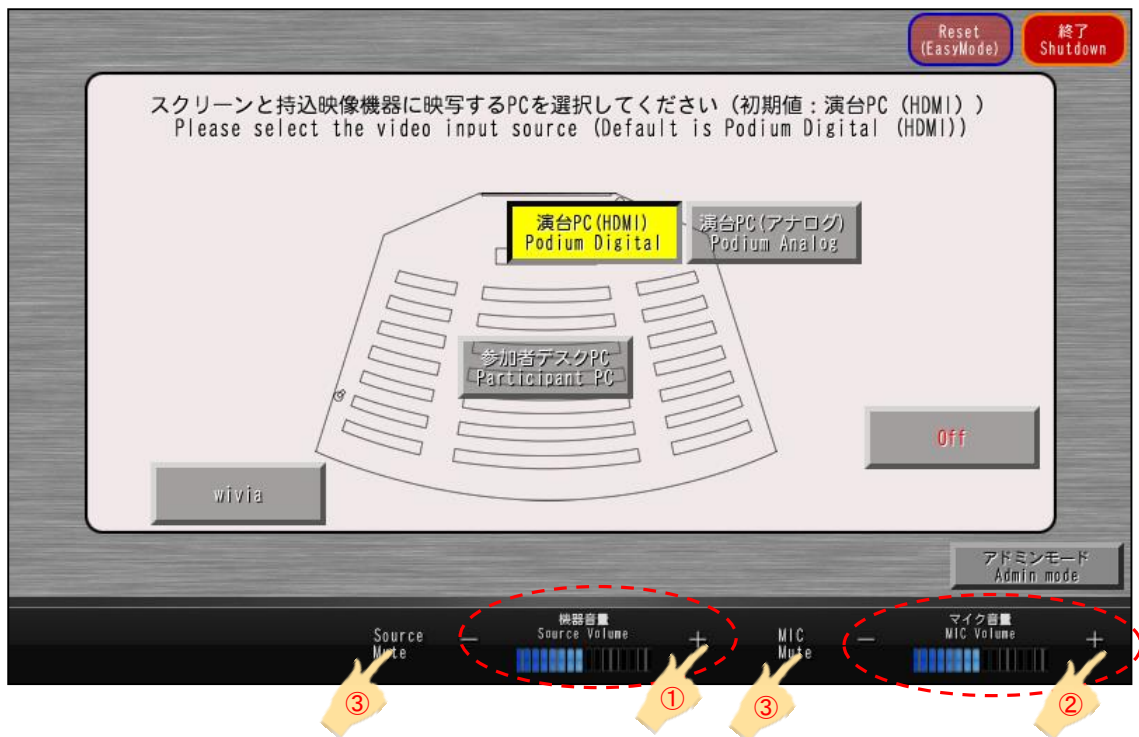 Reset
(EasyMode)
終了
Shutdown
スクリーンと持込映像機器に映写するPCを選択してください（初期値：演台PC（HDMI））
Please select the video input source (Default is Podium Digital (HDMI))
演台PC(HDMI)
Podium Digital
演台PC(アナログ)
Podium Analog
参加者デスクPC
Participant PC
Off
wivia
アドミンモード
Admin mode
Source
Mute
－
機器音量
Source Volume
＋
MIC
Mute
－
マイク音量
MIC Volume
＋
③
①
③
②